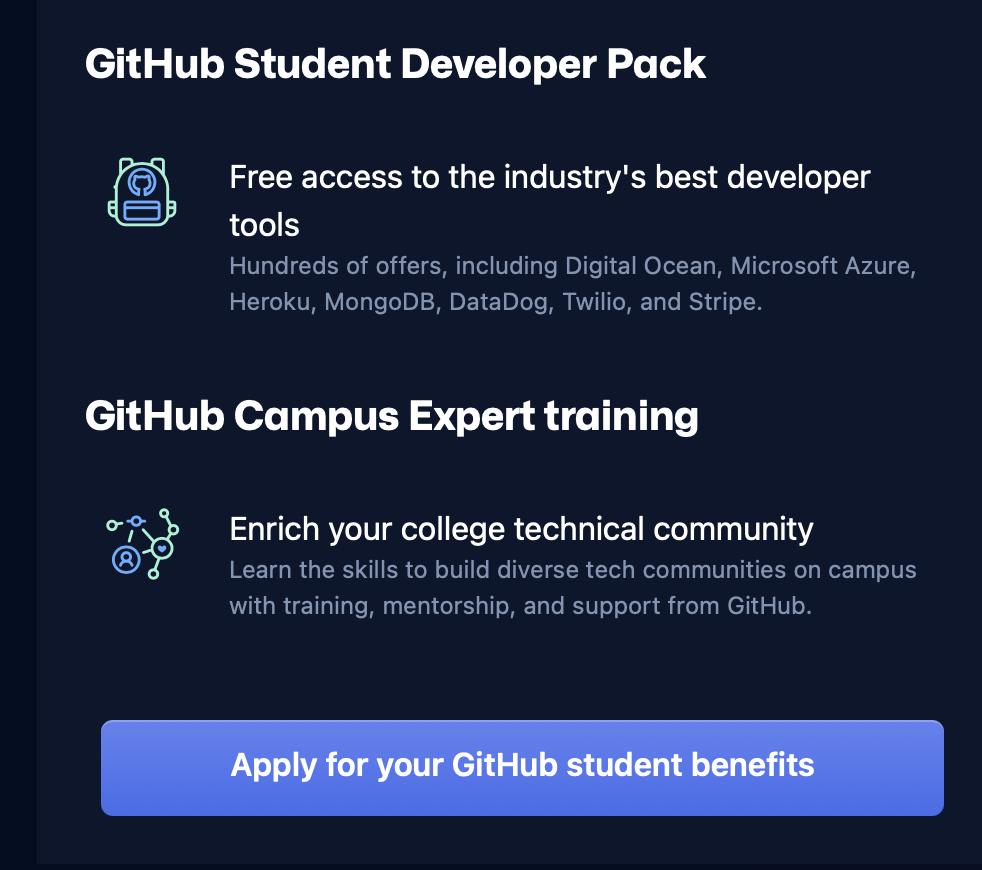 GitHub Student Developer Pack
Free access to the industry's best developer
tools
Hundreds of offers, including Digital Ocean, Microsoft Azure,
Heroku, MongoDB, DataDog, Twilio, and Stripe.
GitHub Campus Expert training
Enrich your college technical community
Learn the skills to build diverse tech communities on campus
with training, mentorship, and support from GitHub.
Apply for your GitHub student benefits